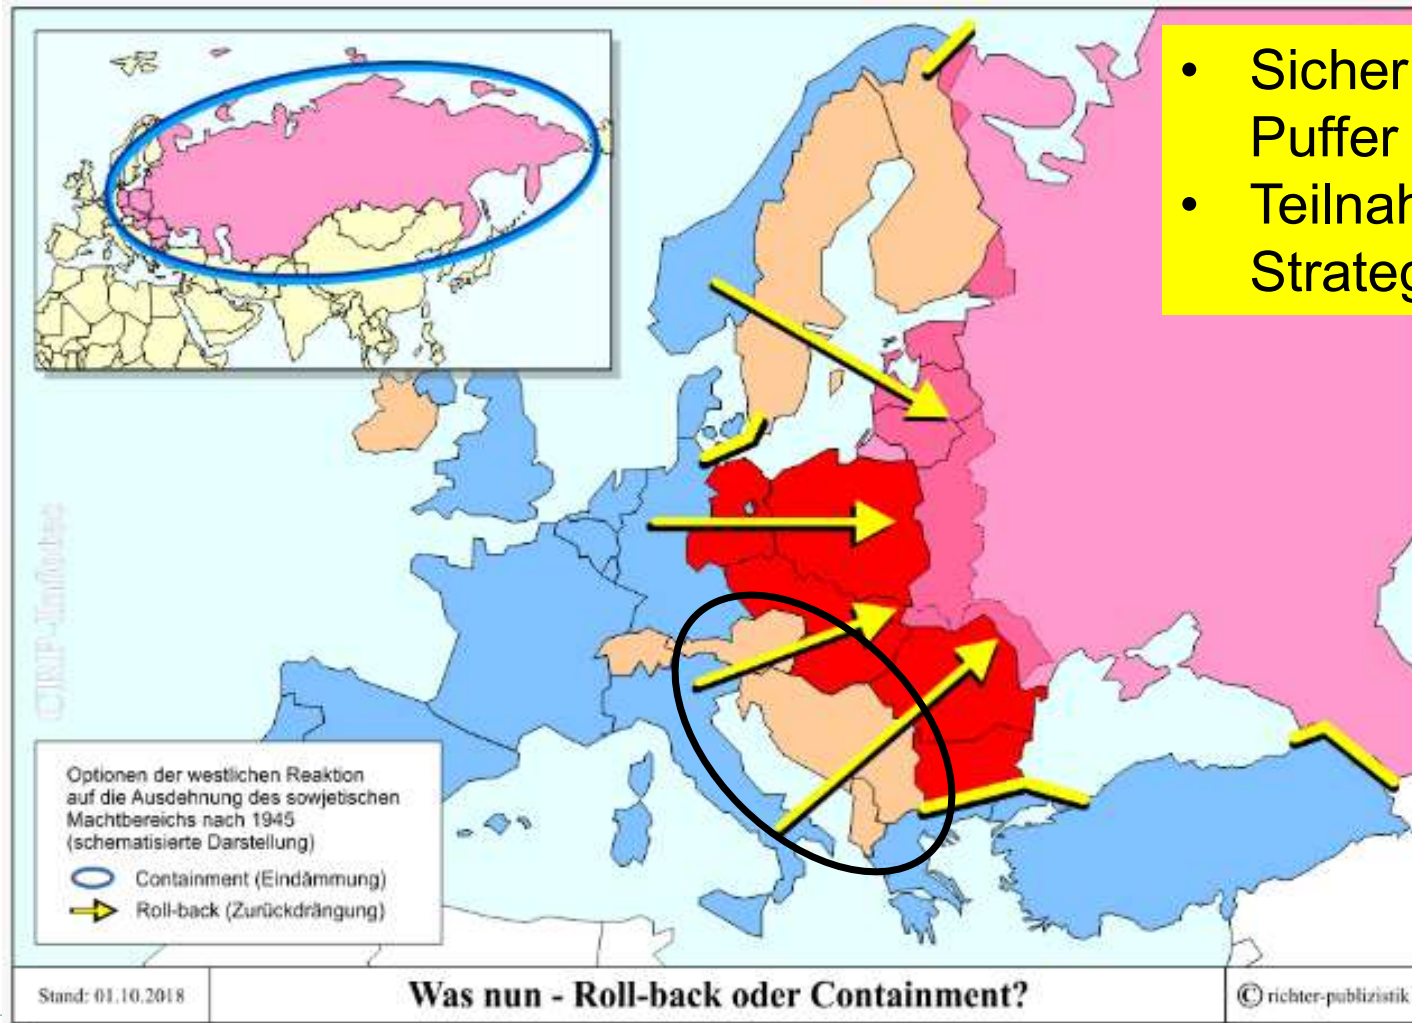 • Sicher
Puffer
• Teilnah
Strateg
Optionen der westlichen Reaktion
auf die Ausdehnung des sowjetischen
Machtbereichs nach 1945
(schematisierte Darstellung)
Containment (Eindämmung)
Roll-back (Zurückdrängung)
Stand: 01.10.2018
Was nun - Roll-back oder Containment?
© richter-publizistik